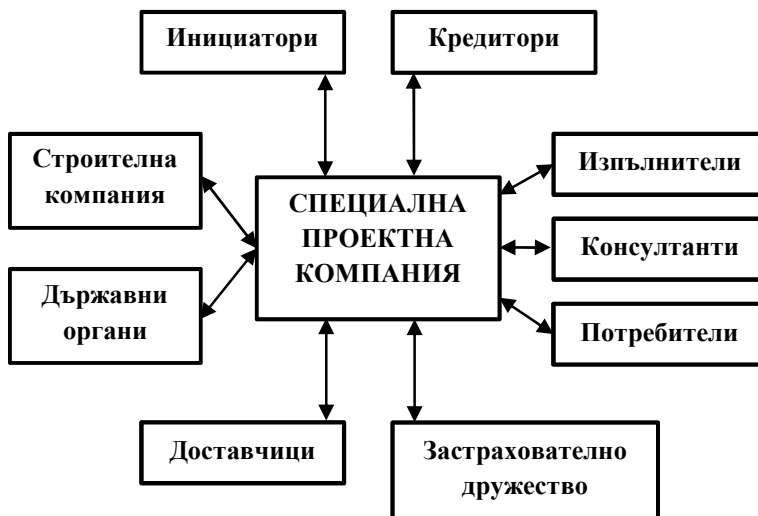 Инициатори
Кредитори
Строителна
компания
Изпълнители
СПЕЦИАЛНА
ПРОЕКТНА
КОМПАНИЯ
Консултанти
Държавни
органи
Потребители
Доставчици
Застрахователно
дружество